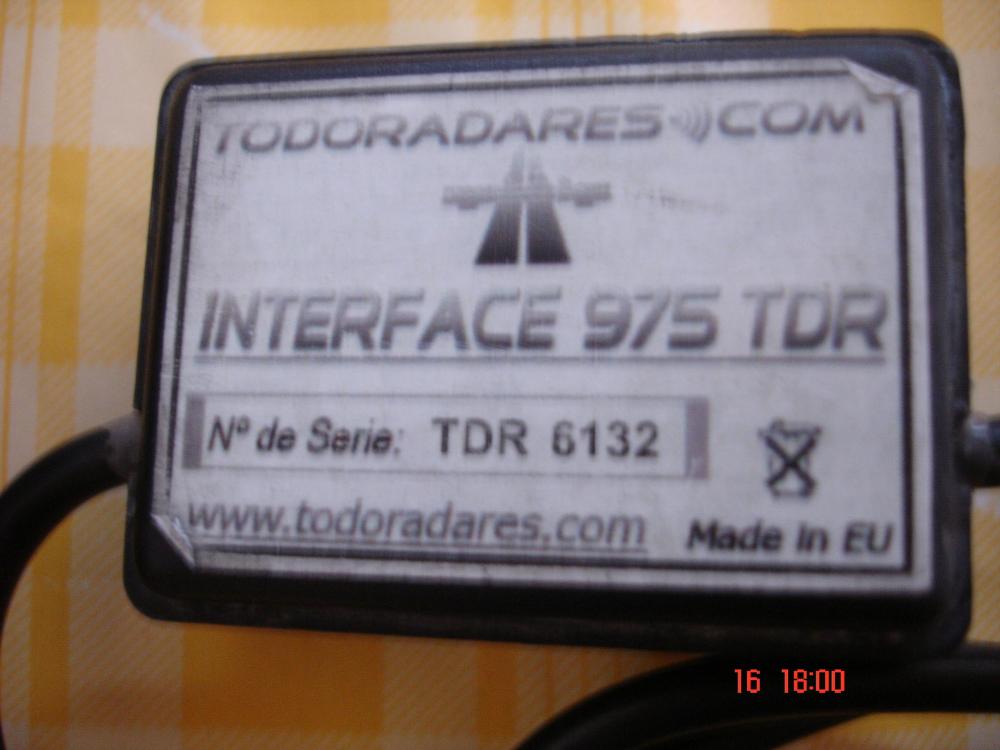 TODORADARES.COM
INTERFACE 975 TDR
Nº de Serie: TDR 6132
www.todoradares.com
Made in EU
16 18:00